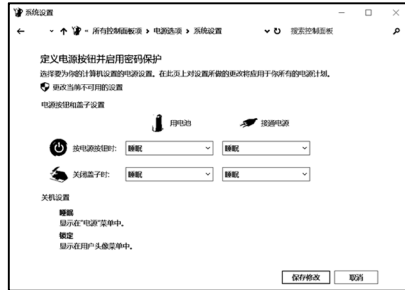 系统设置
« 所有控制面板项 › 电源选项 › 系统设置
搜索控制面板
定义电源按钮并启用密码保护
选择要为你的计算机设置的电源设置。在此页上对设置所做的更改将应用于你所有的电源计划。
更改当前不可用的设置
电源按钮和盖子设置
用电池 接通电源
按电源按钮时: 睡眠 睡眠
关闭盖子时: 睡眠 睡眠
关机设置
睡眠
显示在"电源"菜单中。
锁定
显示在用户头像菜单中。
保存修改 取消